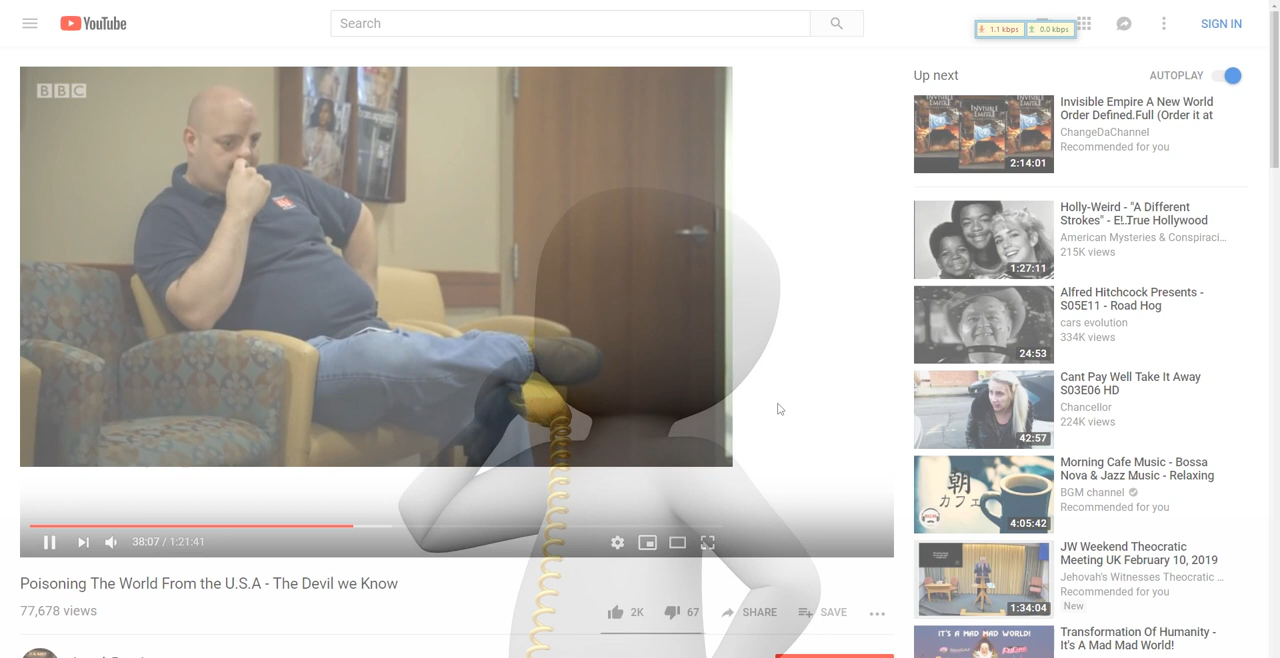 YouTube
Search
1.1 kbps
0.0 kbps
SIGN IN
BBC
38:07 / 1:21:41
Poisoning The World From the U.S.A - The Devil we Know
77,678 views
2K
67
SHARE
SAVE
Up next
AUTOPLAY
INVISIBLE EMPIRE
2:14:01
Invisible Empire A New World
Order Defined.Full (Order it at
ChangeDaChannel
Recommended for you
1:27:11
Holly-Weird - "A Different
Strokes" - E!.True Hollywood
American Mysteries & Conspiraci...
215K views
24:53
Alfred Hitchcock Presents -
S05E11 - Road Hog
cars evolution
334K views
42:57
Cant Pay Well Take It Away
S03E06 HD
Chancellor
224K views
朝
カフェ
4:05:42
Morning Cafe Music - Bossa
Nova & Jazz Music - Relaxing
BGM channel
Recommended for you
1:34:04
JW Weekend Theocratic
Meeting UK February 10, 2019
Jehovah's Witnesses Theocratic ...
Recommended for you
New
IT'S A MAD MAD WORLD!
Transformation Of Humanity -
It's A Mad Mad World!